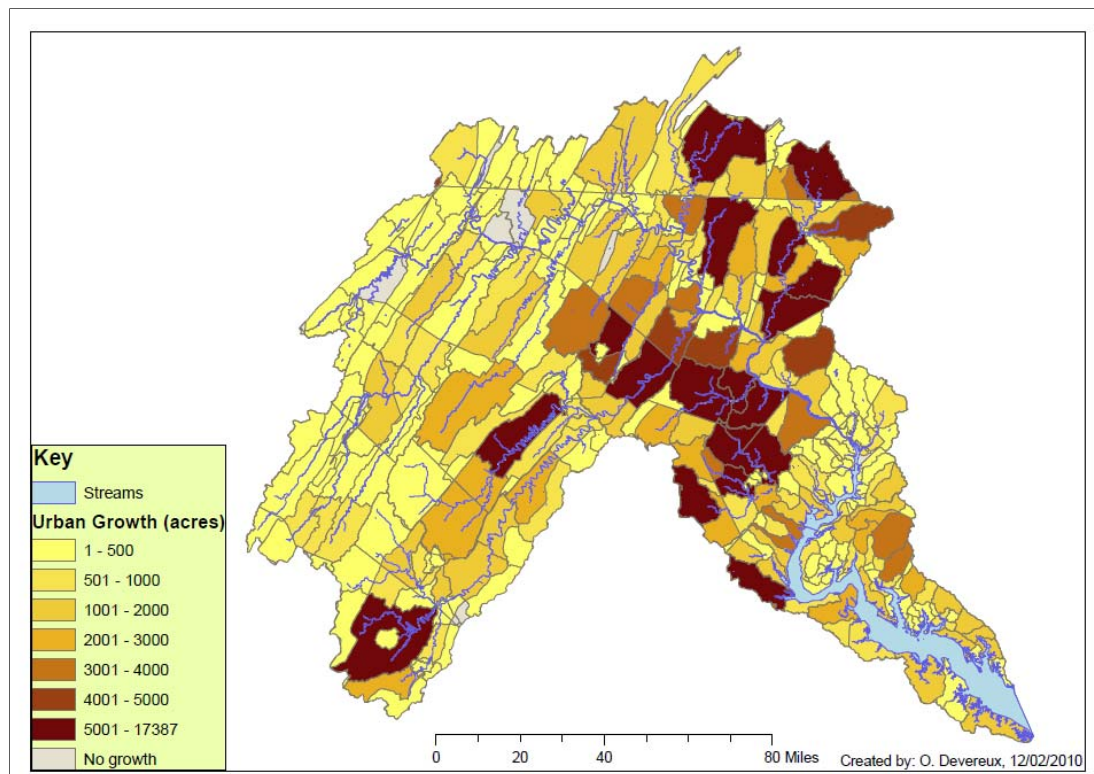 Key
Streams
Urban Growth (acres)
1 - 500
501 - 1000
1001 - 2000
2001 - 3000
3001 - 4000
4001 - 5000
5001 - 17387
No growth
0 20 40 80 Miles
Created by: O. Devereux, 12/02/2010